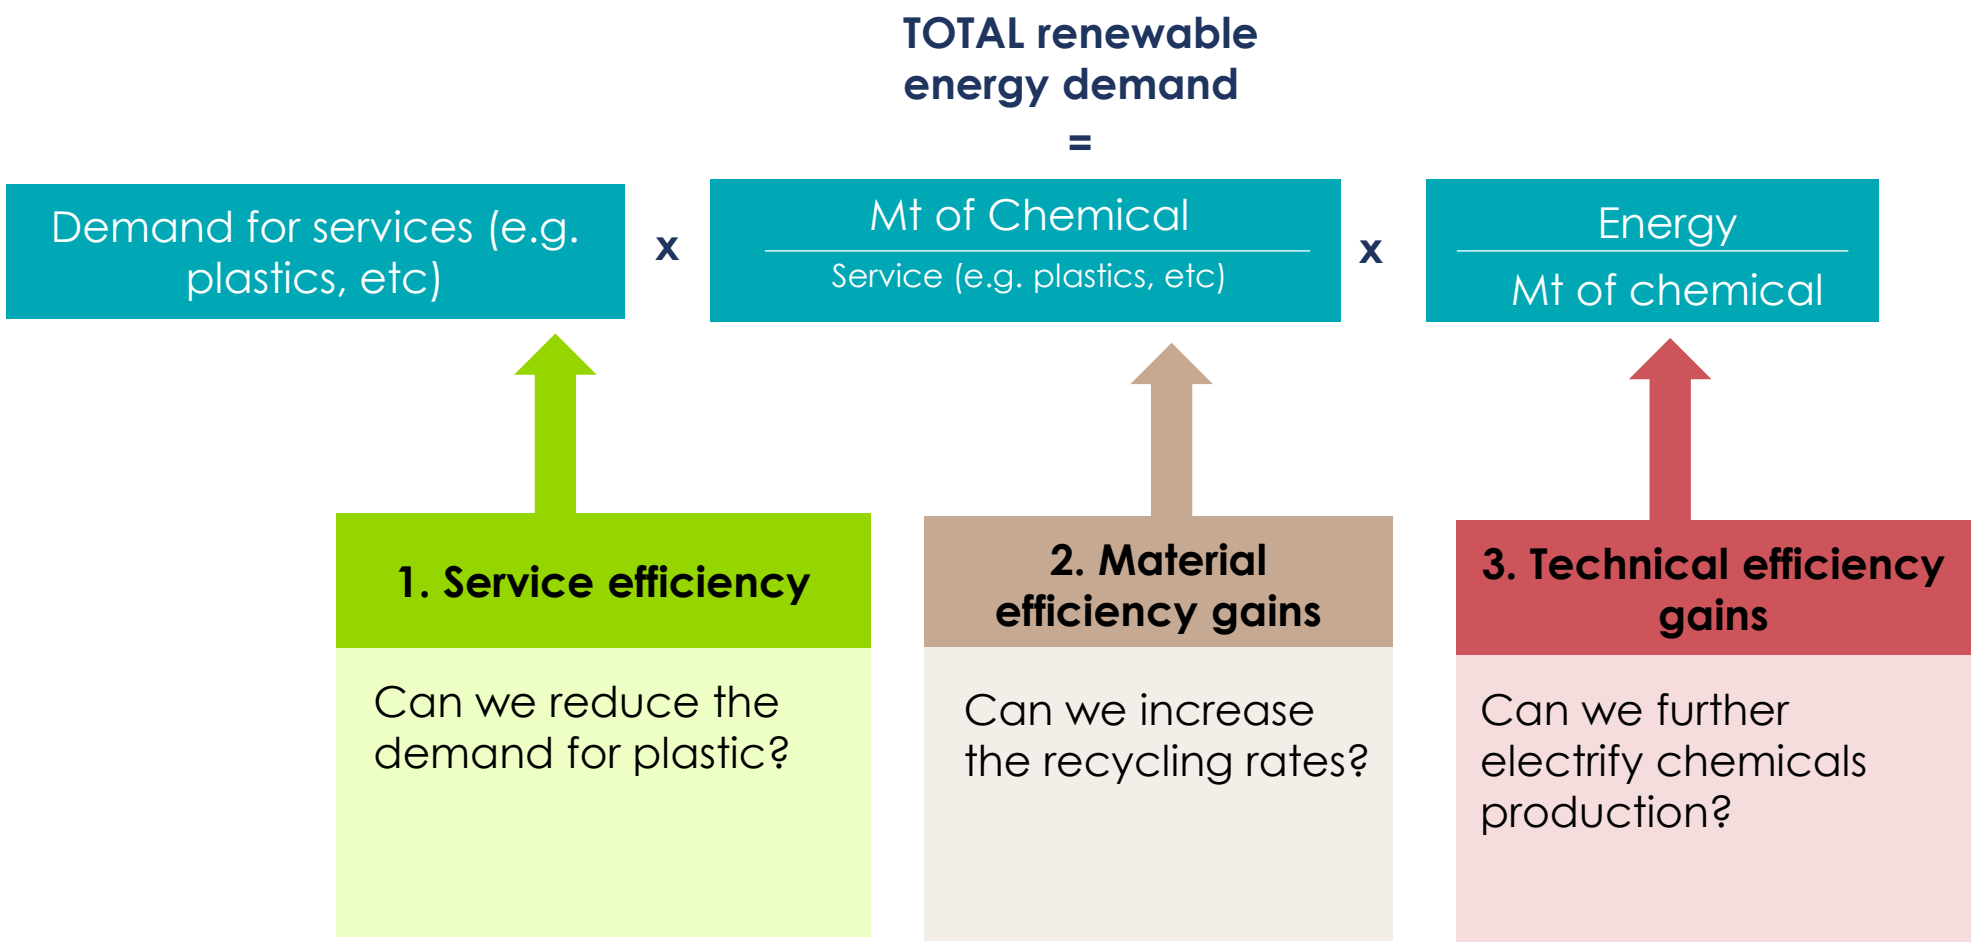 TOTAL renewable
energy demand
=
Demand for services (e.g.
plastics, etc)
x
Mt of Chemical
Service (e.g. plastics, etc)
x
Energy
Mt of chemical
1. Service efficiency
Can we reduce the
demand for plastic?
2. Material
efficiency gains
Can we increase
the recycling rates?
3. Technical efficiency
gains
Can we further
electrify chemicals
production?